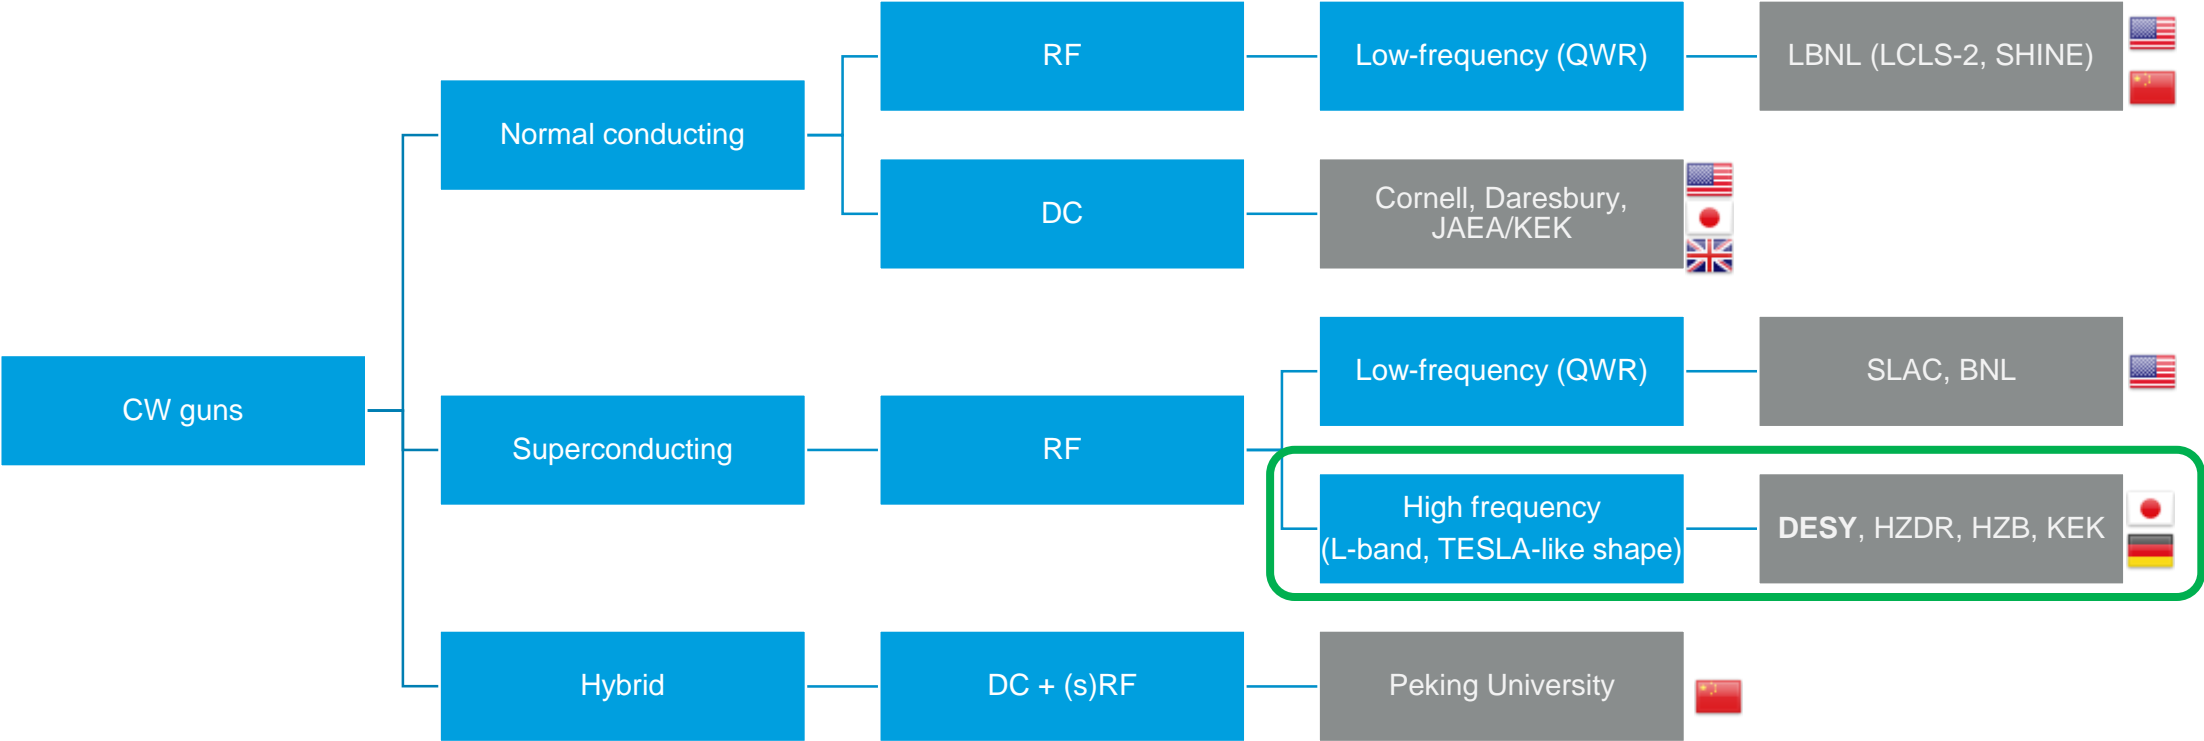 RF
Low-frequency (QWR)
LBNL (LCLS-2, SHINE)
Normal conducting
DC
Cornell, Daresbury,
JAEA/KEK
CW guns
Superconducting
RF
Low-frequency (QWR)
SLAC, BNL
High frequency
(L-band, TESLA-like shape)
DESY, HZDR, HZB, KEK
Hybrid
DC + (s)RF
Peking University